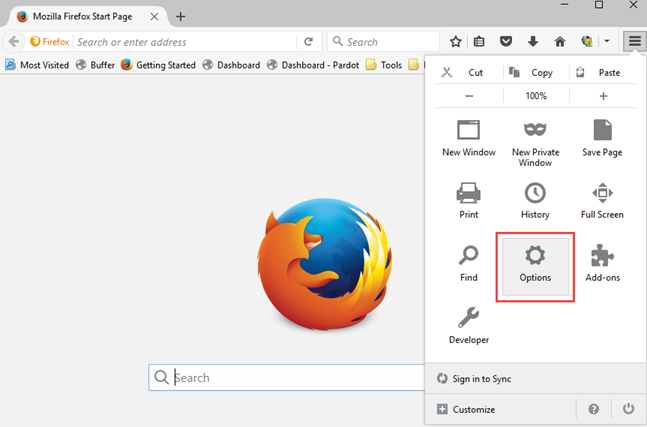 Mozilla Firefox Start Page
Firefox Search or enter address Search
Most Visited Buffer Getting Started Dashboard Dashboard - Pardot Tools
Cut Copy Paste
− 100% +
New Window New Private Window Save Page
Print History Full Screen
Find Options Add-ons
Developer
Search
Sign in to Sync
Customize